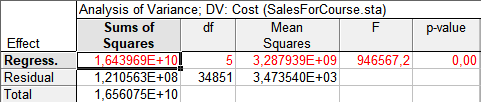 Analysis of Variance; DV: Cost (SalesForCourse.sta)
Effect Sums of Squares df Mean Squares F p-value
Regress. 1,643969E+10 5 3,287939E+09 946567,2 0,00
Residual 1,210563E+08 34851 3,473540E+03
Total 1,656075E+10